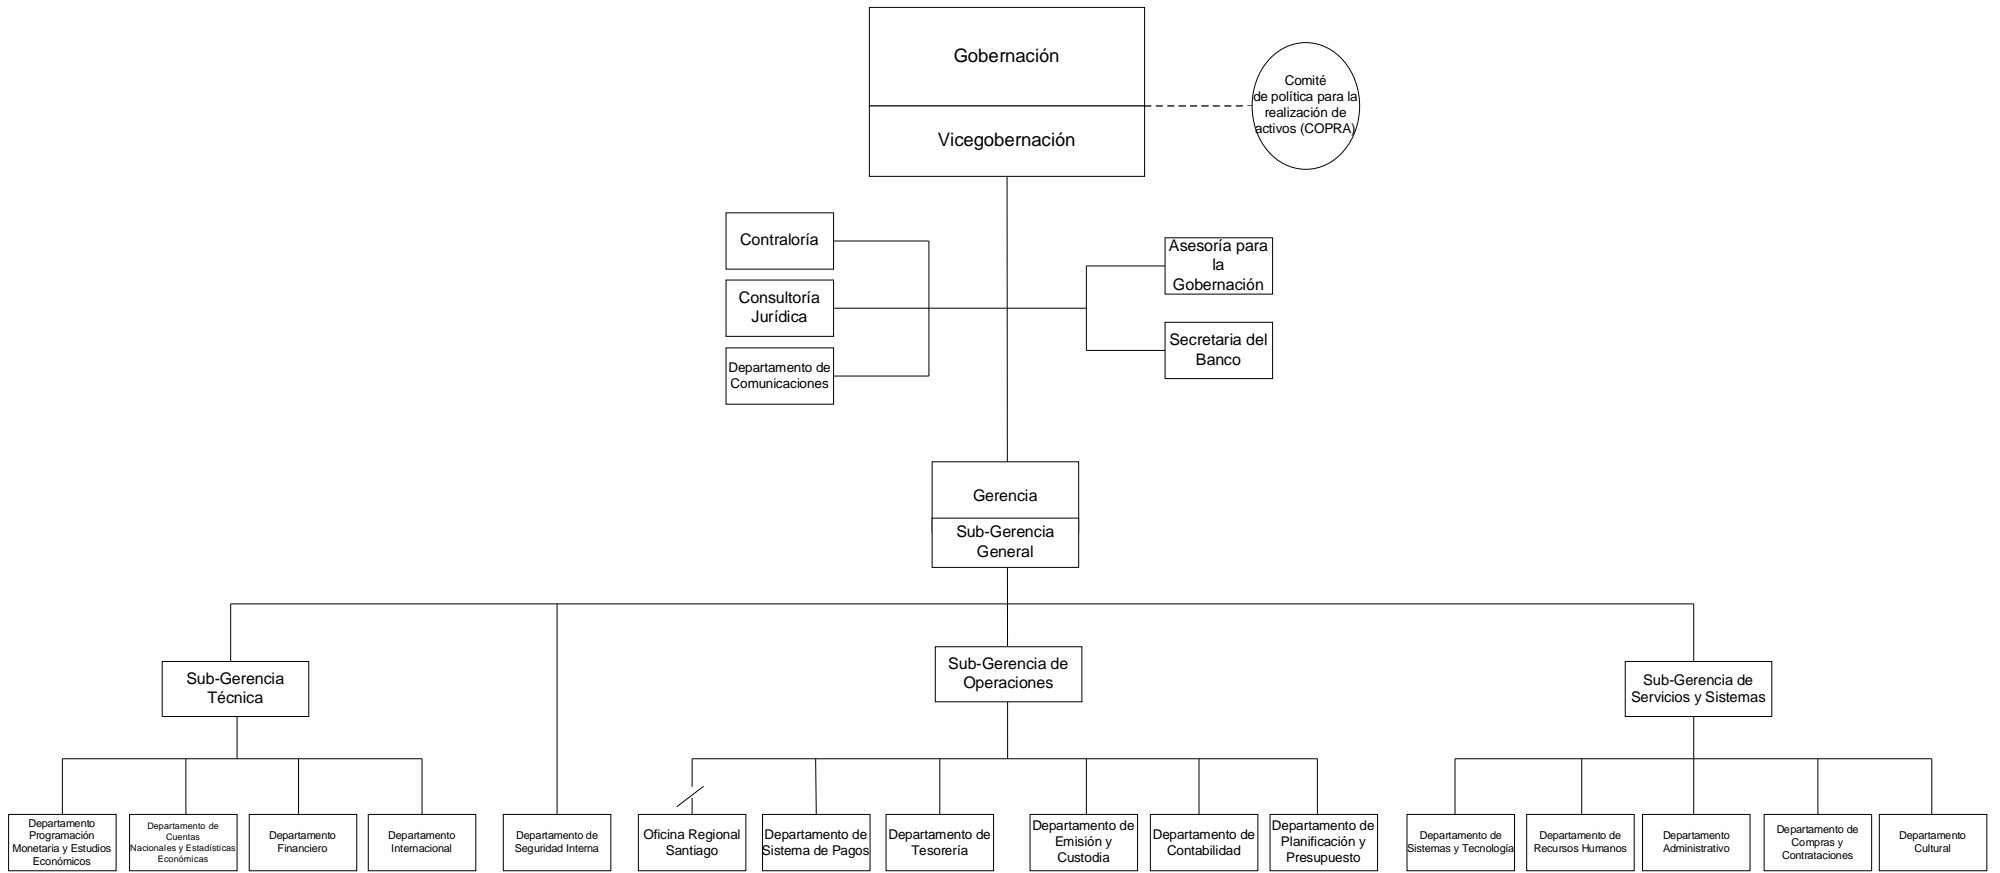 Gobernación
Vicegobernación
Comité
de política para la
realización de
activos (COPRA)
Contraloría
Consultoría
Jurídica
Departamento de
Comunicaciones
Asesoría para
la
Gobernación
Secretaria del
Banco
Gerencia
Sub-Gerencia
General
Sub-Gerencia
Técnica
Sub-Gerencia de
Operaciones
Sub-Gerencia de
Servicios y Sistemas
Departamento
Programación
Monetaria y Estudios
Económicos
Departamento de
Cuentas
Nacionales y Estadísticas
Económicas
Departamento
Financiero
Departamento
Internacional
Departamento de
Seguridad Interna
Oficina Regional
Santiago
Departamento de
Sistema de Pagos
Departamento de
Tesorería
Departamento de
Emisión y
Custodia
Departamento de
Contabilidad
Departamento de
Planificación y
Presupuesto
Departamento de
Sistemas y Tecnología
Departamento de
Recursos Humanos
Departamento
Administrativo
Departamento de
Compras y
Contrataciones
Departamento
Cultural